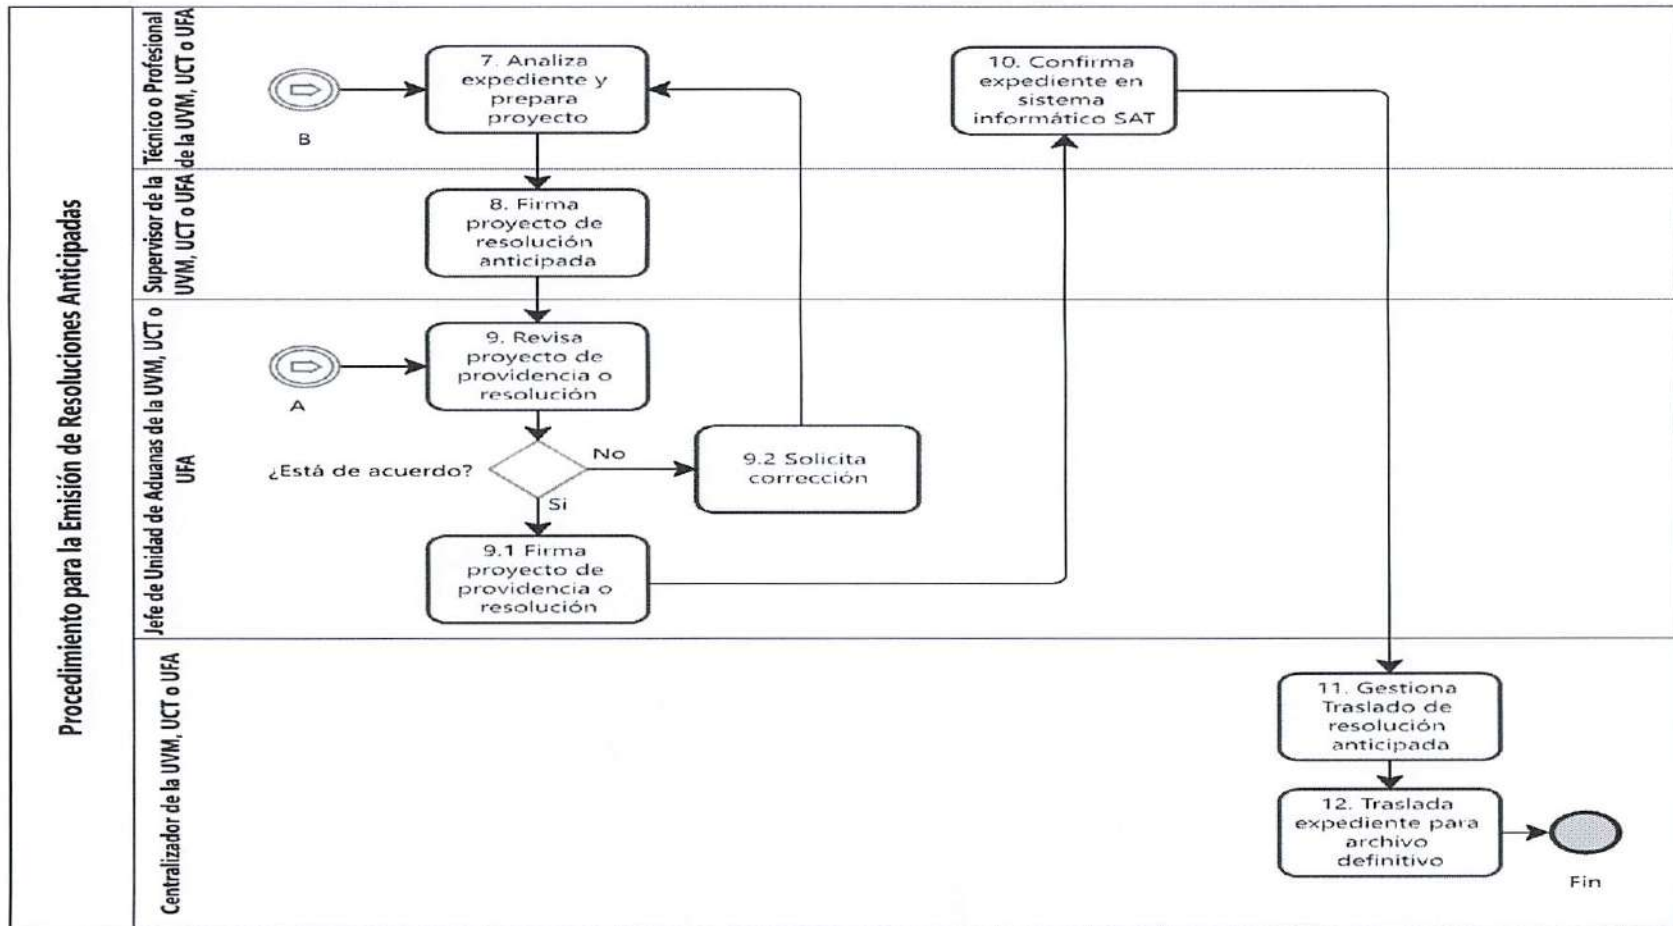 Procedimiento para la Emisión de Resoluciones Anticipadas
Técnico o Profesional
de la UVM, UCT o UFA
B
7. Analiza
expediente y
prepara
proyecto
10. Confirma
expediente en
sistema
informático SAT
Supervisor de la
UVM, UCT o UFA
8. Firma
proyecto de
resolución
anticipada
Jefe de Unidad de Aduanas de la UVM, UCT o
UFA
A
9. Revisa
proyecto de
providencia o
resolución
¿Está de acuerdo?
No
9.2 Solicita
corrección
Si
9.1 Firma
proyecto de
providencia o
resolución
Centralizador de la UVM, UCT o UFA
11. Gestiona
Traslado de
resolución
anticipada
12. Traslada
expediente para
archivo
definitivo
Fin